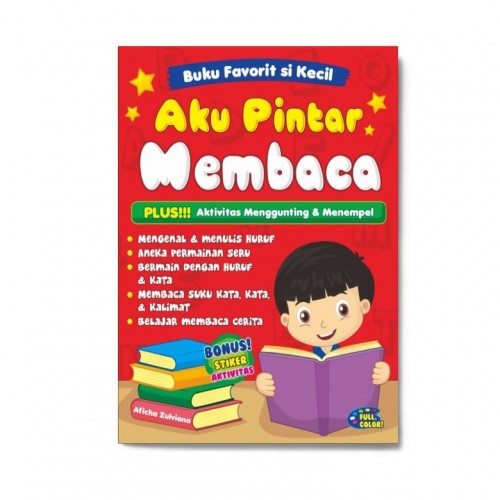 Buku Favorit si Kecil
Aku Pintar
Membaca
PLUS!!! Aktivitas Menggunting & Menempel
• Mengenal & menulis huruf
• Aneka permainan seru
• Bermain dengan huruf
& kata
• Membaca suku kata, kata,
& kalimat
• Belajar membaca cerita
BONUS!
STIKER
AKTIVITAS
Aficha Zulviana
FULL
COLOR!